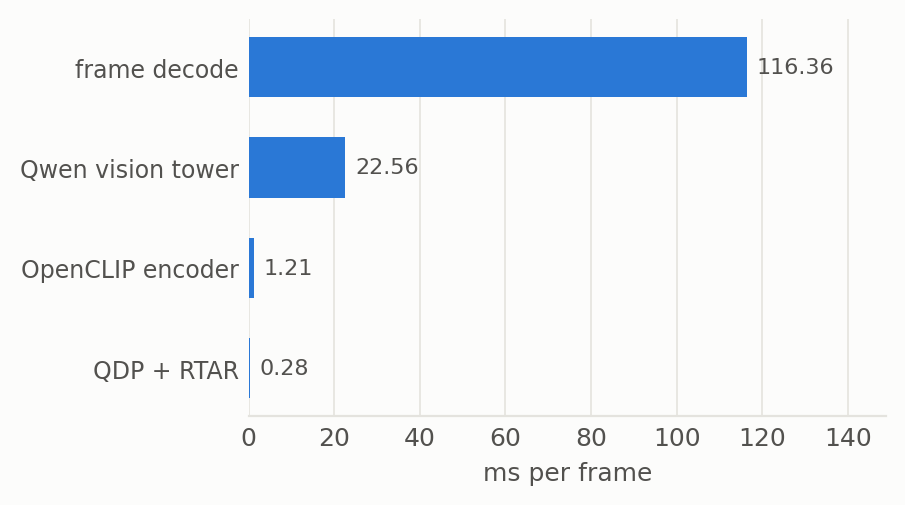 frame decode 116.36
Qwen vision tower 22.56
OpenCLIP encoder 1.21
QDP + RTAR 0.28
0 20 40 60 80 100 120 140
ms per frame